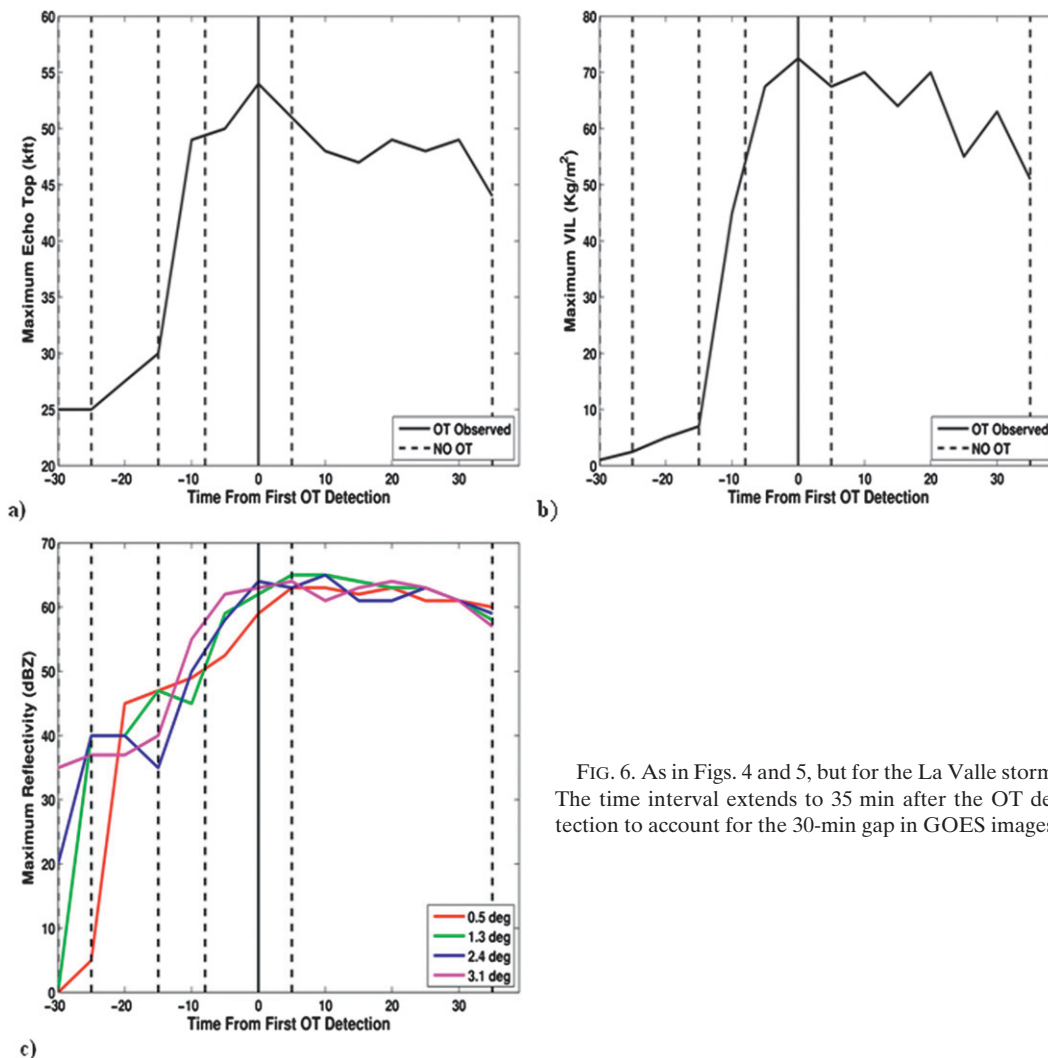 Maximum Echo Top (kft)
60
55
50
45
40
35
30
25
20
-30 -20 -10 0 10 20 30
Time From First OT Detection
OT Observed
NO OT
a)
Maximum VIL (Kg/m²)
80
70
60
50
40
30
20
10
0
-30 -20 -10 0 10 20 30
Time From First OT Detection
OT Observed
NO OT
b)
Maximum Reflectivity (dBZ)
70
60
50
40
30
20
10
0
-30 -20 -10 0 10 20 30
Time From First OT Detection
0.5 deg
1.3 deg
2.4 deg
3.1 deg
c)
FIG. 6. As in Figs. 4 and 5, but for the La Valle storm
The time interval extends to 35 min after the OT de-
tection to account for the 30-min gap in GOES images